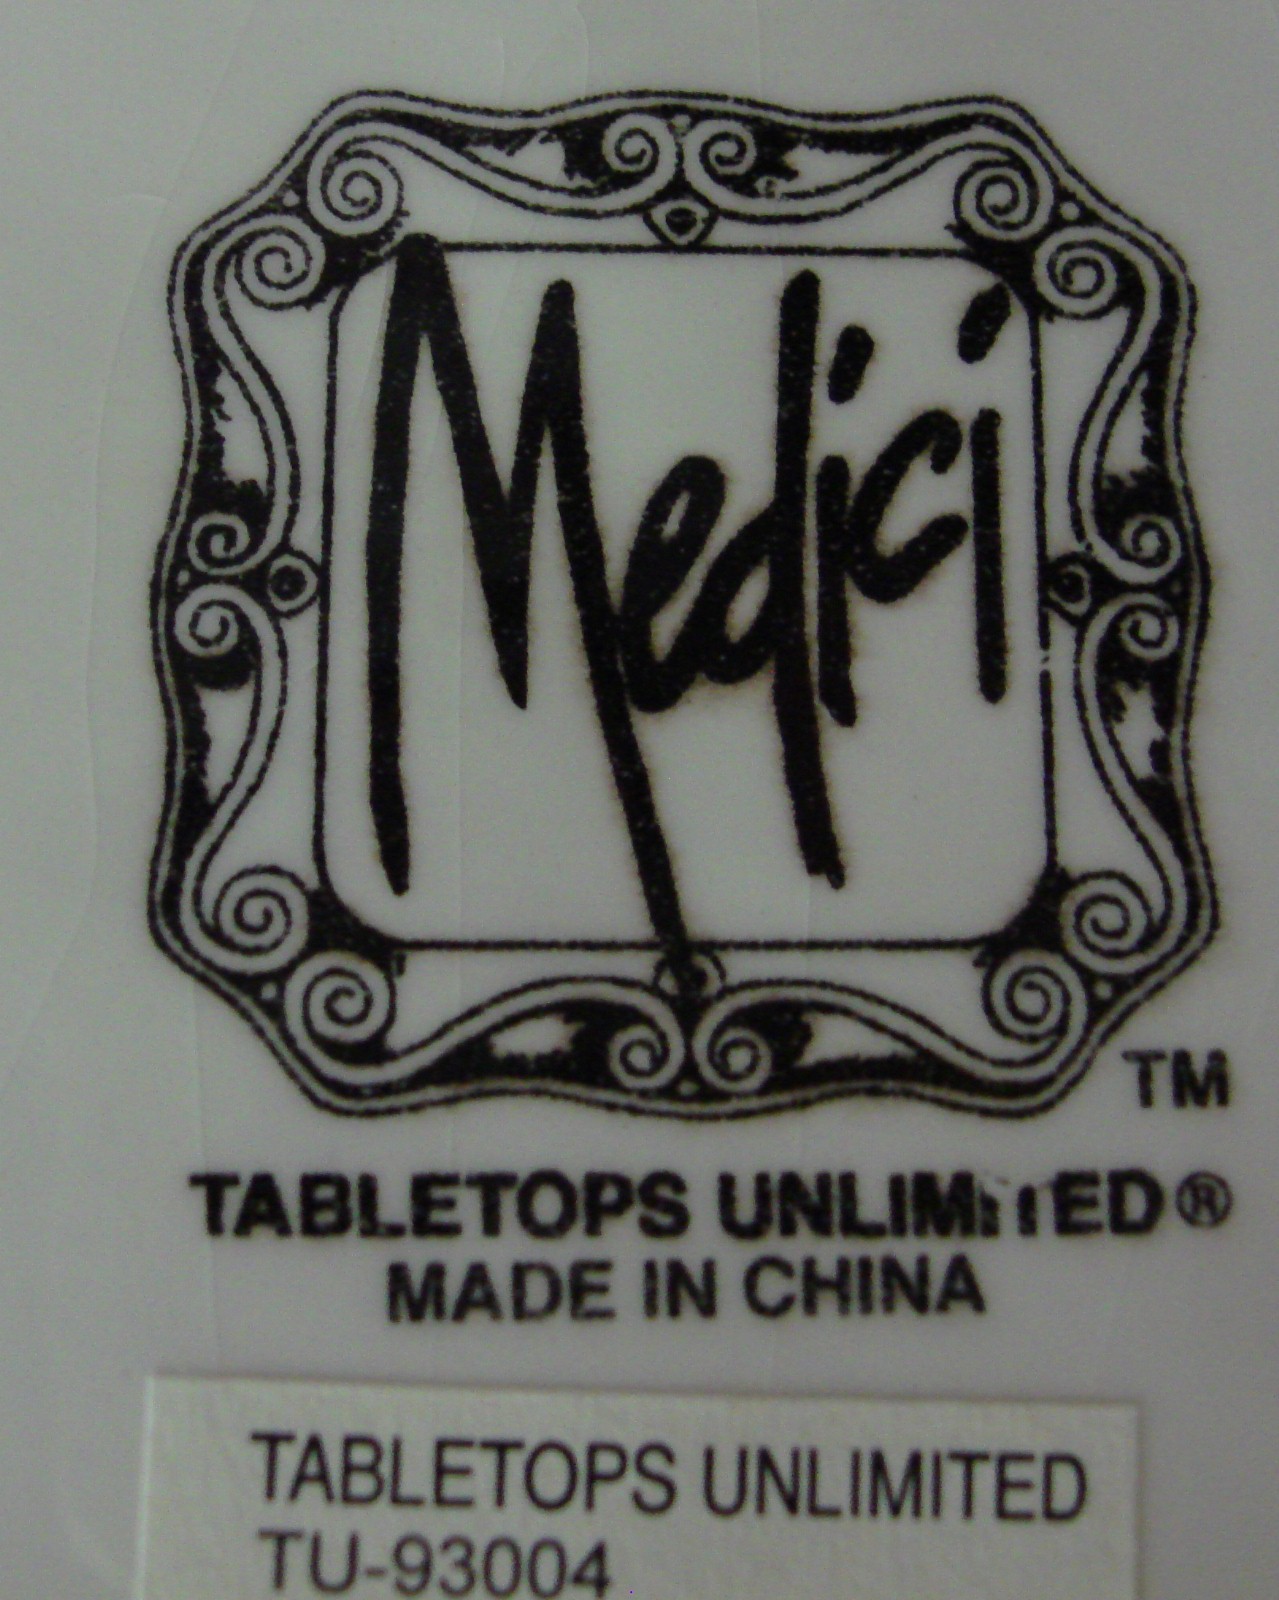 Medici
TM
TABLETOPS UNLIMITED®
MADE IN CHINA
TABLETOPS UNLIMITED
TU-93004